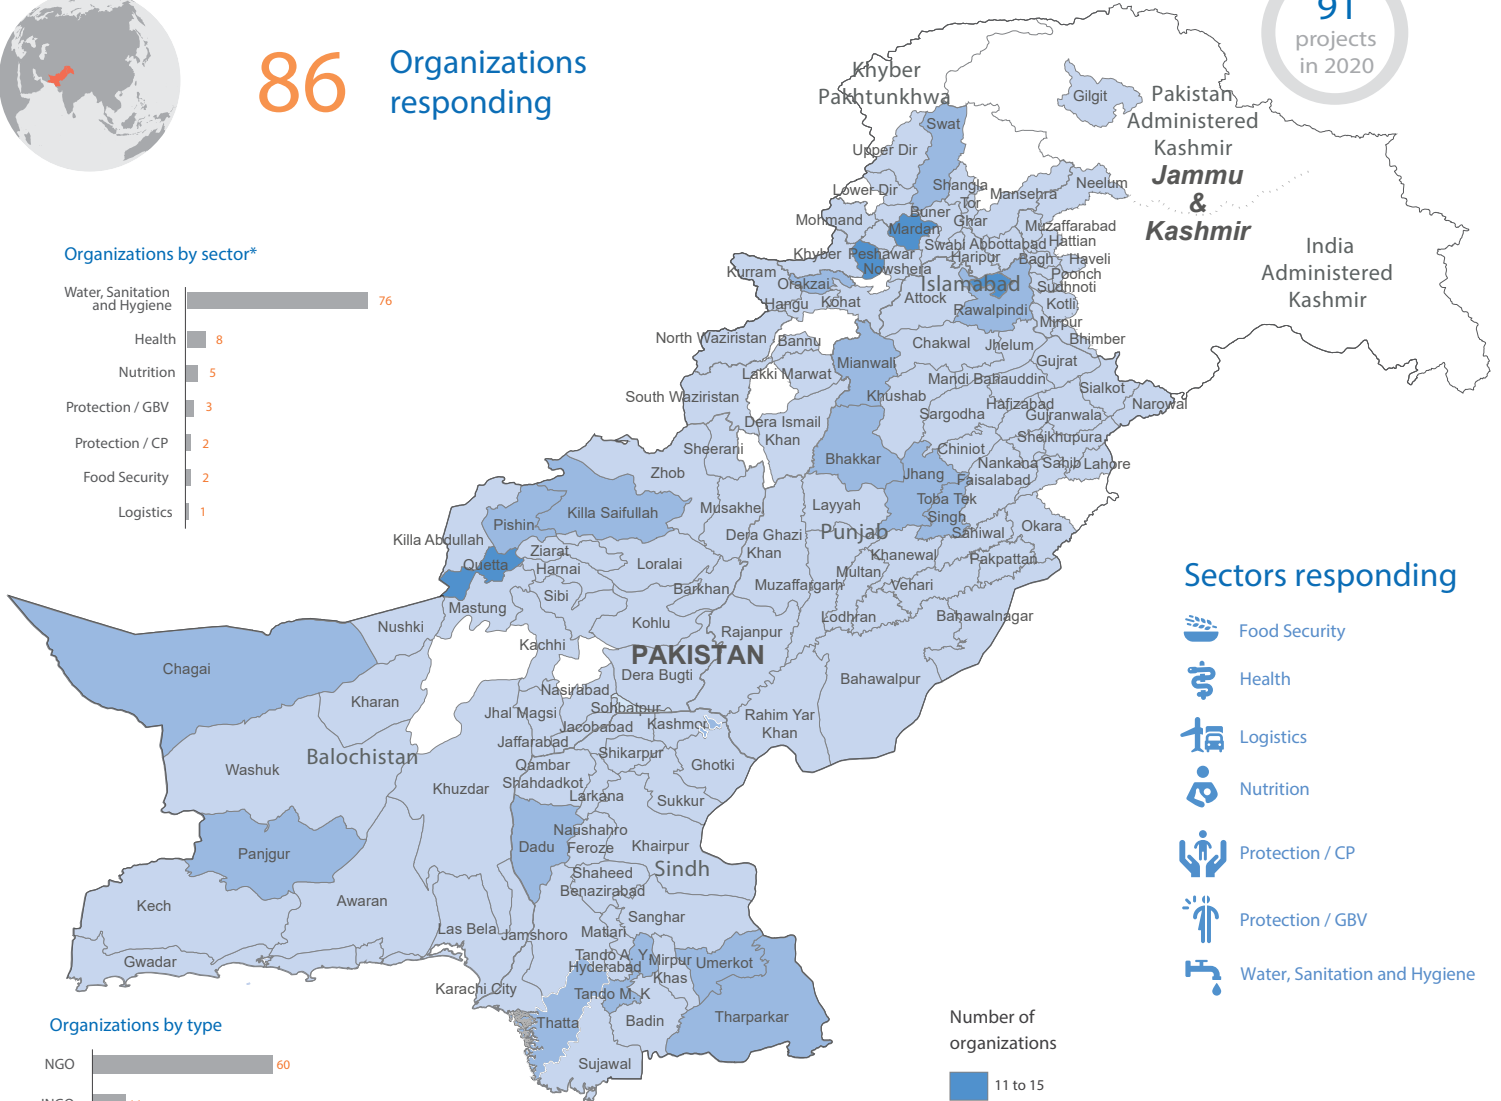 86
Organizations
responding
91
projects
in 2020
Organizations by sector*
Water, Sanitation
and Hygiene
76
Health
8
Nutrition
5
Protection / GBV
3
Protection / CP
2
Food Security
2
Logistics
1
Khyber
Pakhtunkhwa
Gilgit
Pakistan
Administered
Kashmir
Jammu
&
Kashmir
India
Administered
Kashmir
Swat
Upper Dir
Lower Dir
Shangla
Tor
Ghar
Mansehra
Neelum
Mohmand
Buner
Mardan
Muzaffarabad
Swabi
Abbottabad
Hattian
Khyber
Peshawar
Nowshera
Haripur
Bagh
Haveli
Kurram
Orakzai
Islamabad
Poonch
Sudhnoti
Hangu
Kohat
Attock
Rawalpindi
Kotli
Mirpur
North Waziristan
Bannu
Chakwal
Jhelum
Bhimber
Mianwali
Gujrat
Lakki Marwat
Mandi Bahauddin
Sialkot
South Waziristan
Khushab
Hafizabad
Narowal
Sargodha
Gujranwala
Dera Ismail
Khan
Sheikhupura
Sheerani
Chiniot
Zhob
Bhakkar
Jhang
Nankana Sahib
Lahore
Faisalabad
Musakhel
Layyah
Toba Tek
Singh
Killa Saifullah
Pishin
Okara
Killa Abdullah
Dera Ghazi
Khan
Punjab
Sahiwal
Ziarat
Khanewal
Pakpattan
Quetta
Harnai
Loralai
Multan
Barkhan
Muzaffargarh
Vehari
Sibi
Mastung
Lodhran
Bahawalnagar
Nushki
Kohlu
Rajanpur
Kachhi
PAKISTAN
Chagai
Dera Bugti
Bahawalpur
Kharan
Nasirabad
Jhal Magsi
Sohbatpur
Jacobabad
Kashmor
Rahim Yar
Khan
Jaffarabad
Shikarpur
Balochistan
Washuk
Qambar
Shahdadkot
Ghotki
Khuzdar
Larkana
Sukkur
Naushahro
Feroze
Panjgur
Dadu
Khairpur
Sindh
Shaheed
Benazirabad
Kech
Awaran
Sanghar
Las Bela
Jamshoro
Matiari
Gwadar
Tando A. Y
Hyderabad
Mirpur
Khas
Umerkot
Karachi City
Tando M. K
Thatta
Badin
Tharparkar
Sujawal
Sectors responding
Food Security
Health
Logistics
Nutrition
Protection / CP
Protection / GBV
Water, Sanitation and Hygiene
Organizations by type
NGO
60
Number of
organizations
11 to 15